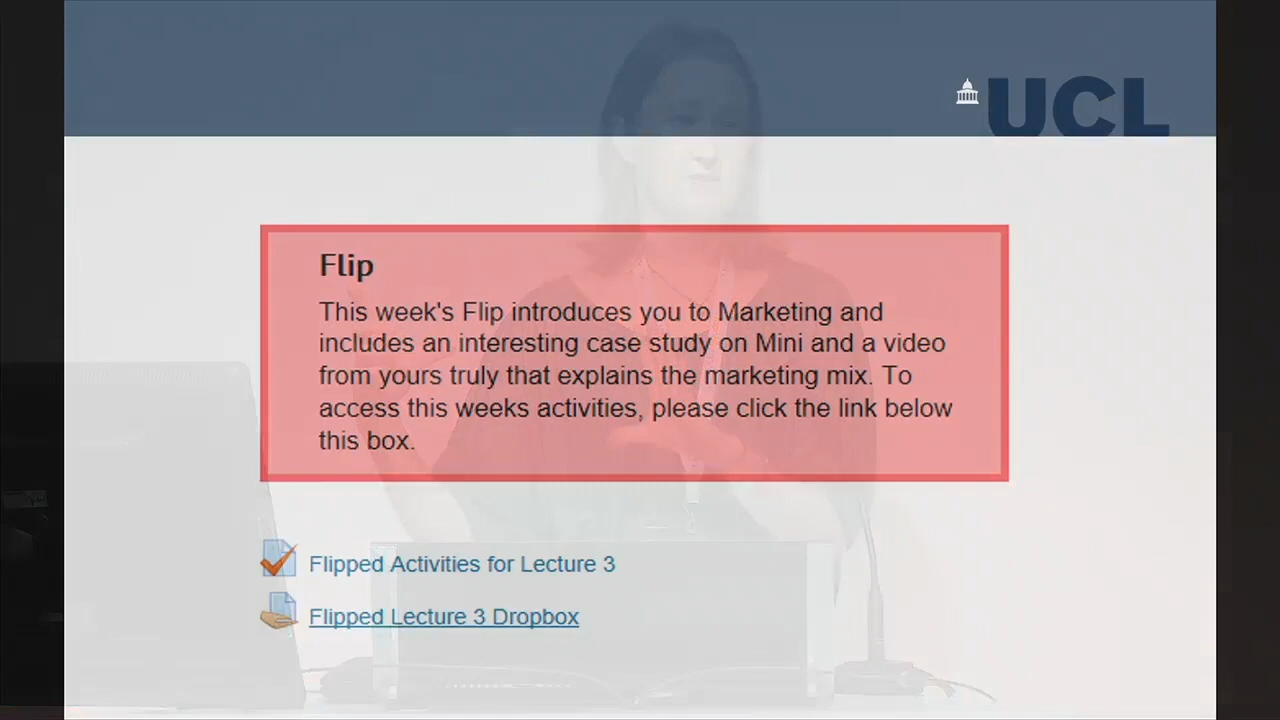 UCL
Flip
This week's Flip introduces you to Marketing and
includes an interesting case study on Mini and a video
from yours truly that explains the marketing mix. To
access this weeks activities, please click the link below
this box.
Flipped Activities for Lecture 3
Flipped Lecture 3 Dropbox